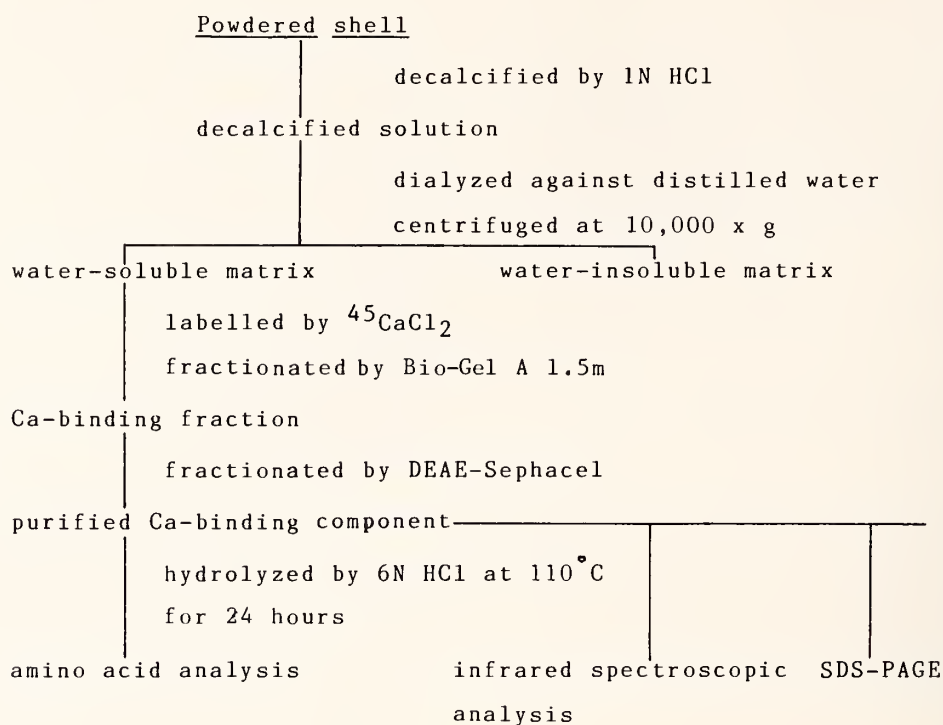 Powdered shell
decalcified by 1N HCl
decalcified solution
dialyzed against distilled water
centrifuged at 10,000 x g
water-soluble matrix water-insoluble matrix
labelled by ⁴⁵CaCl₂
fractionated by Bio-Gel A 1.5m
Ca-binding fraction
fractionated by DEAE-Sephacel
purified Ca-binding component
hydrolyzed by 6N HCl at 110°C
for 24 hours
amino acid analysis infrared spectroscopic SDS-PAGE
analysis